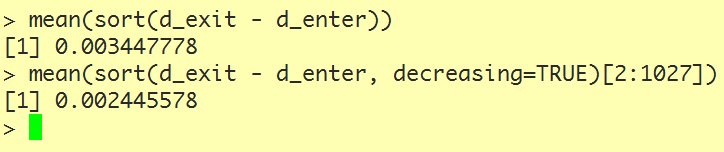 > mean(sort(d_exit - d_enter))
[1] 0.003447778
> mean(sort(d_exit - d_enter, decreasing=TRUE)[2:1027])
[1] 0.002445578
>